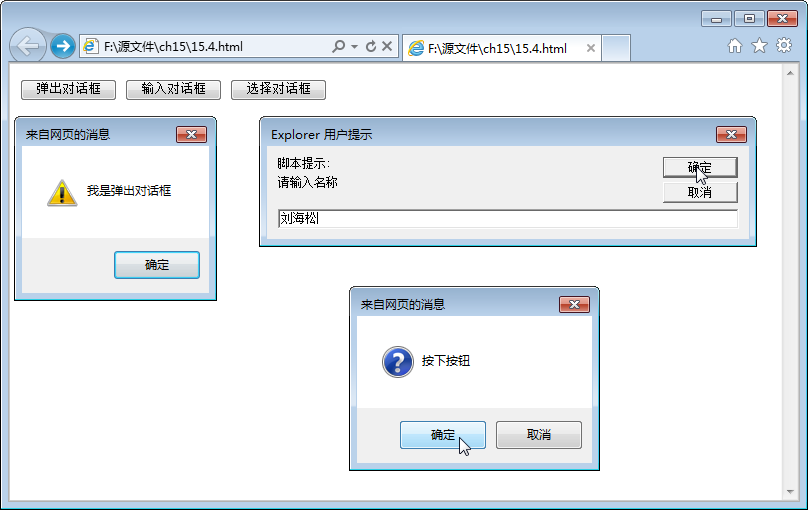 F:\源文件\ch15\15.4.html
F:\源文件\ch15\15.4.html
弹出对话框 输入对话框 选择对话框
来自网页的消息
我是弹出对话框
确定
Explorer 用户提示
脚本提示:
请输入名称
确定
取消
刘海松
来自网页的消息
按下按钮
确定 取消